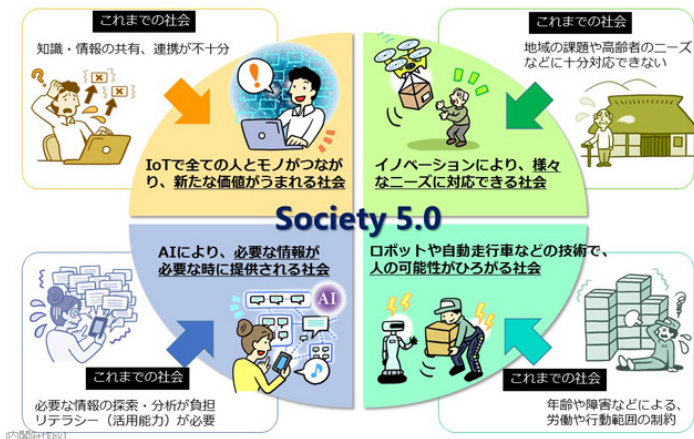 これまでの社会
知識・情報の共有、連携が不十分
これまでの社会
地域の課題や高齢者のニーズ
などに十分対応できない
IoTで全ての人とモノがつなが
り、新たな価値がうまれる社会
イノベーションにより、様々
なニーズに対応できる社会
Society 5.0
AIにより、必要な情報が
必要な時に提供される社会
AI
ロボットや自動走行車などの技術で、
人の可能性がひろがる社会
これまでの社会
必要な情報の探索・分析が負担
リテラシー（活用能力）が必要
これまでの社会
年齢や障害などによる、
労働や行動範囲の制約